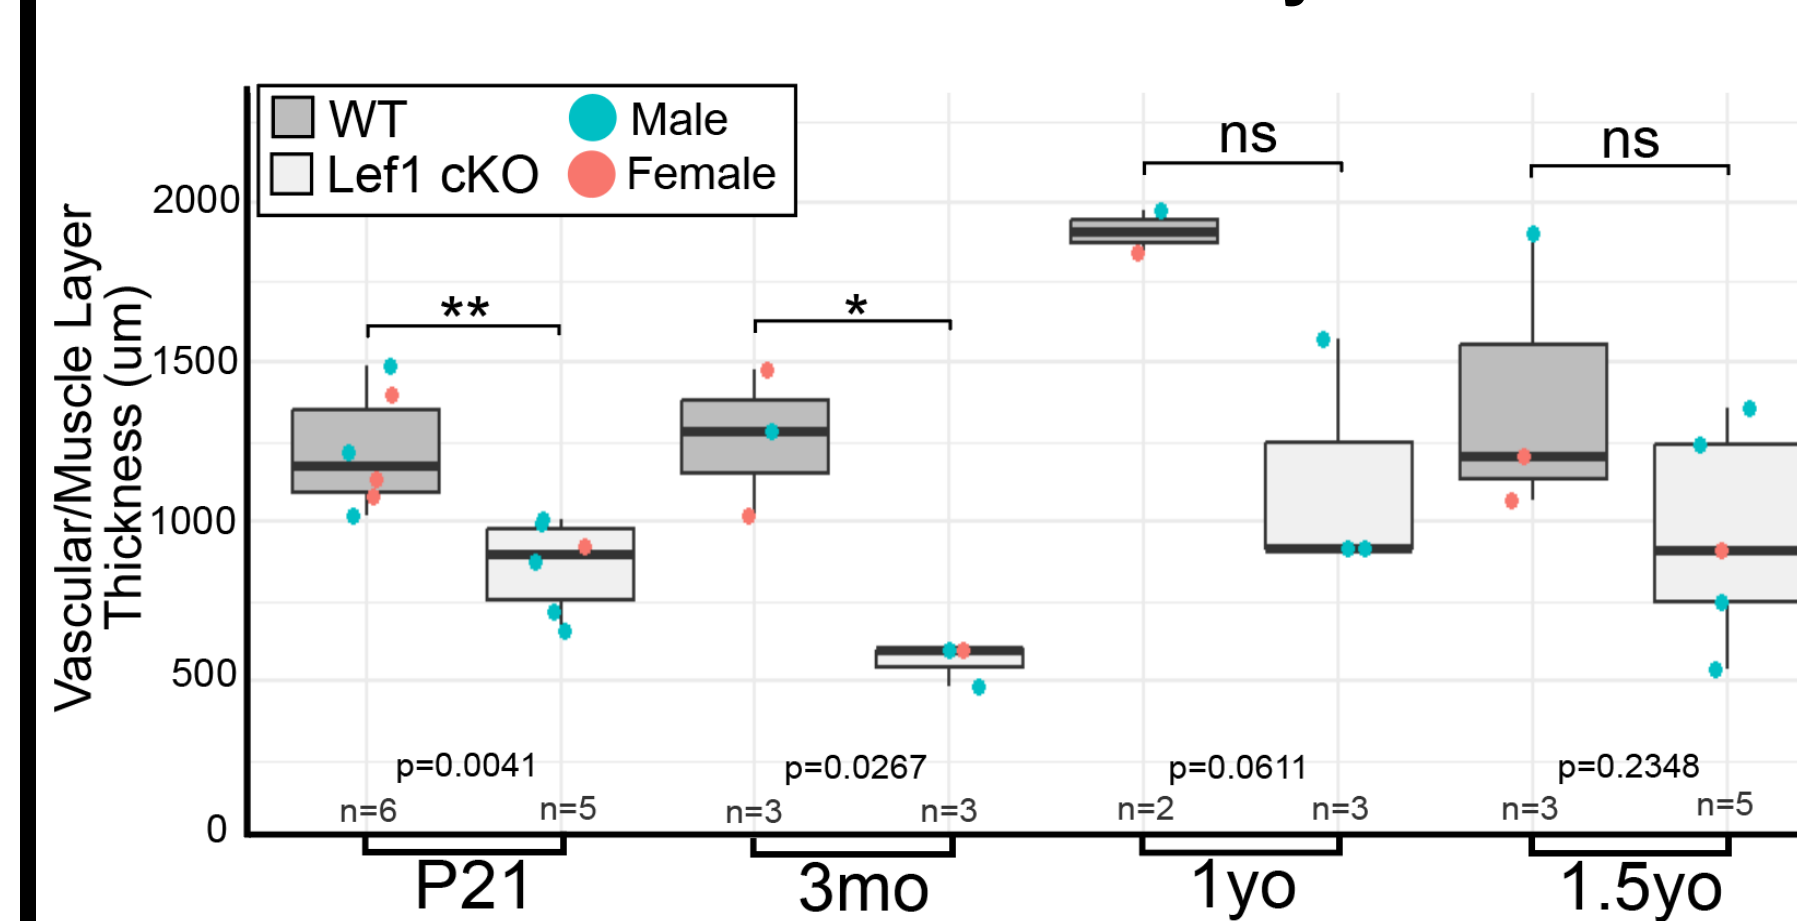 WT
Male
Lef1 cKO
Female
Vascular/Muscle Layer
Thickness (um)
2000
1500
1000
500
0
**
*
ns
ns
p=0.0041
p=0.0267
p=0.0611
p=0.2348
n=6
n=5
n=3
n=3
n=2
n=3
n=3
n=5
P21
3mo
1yo
1.5yo